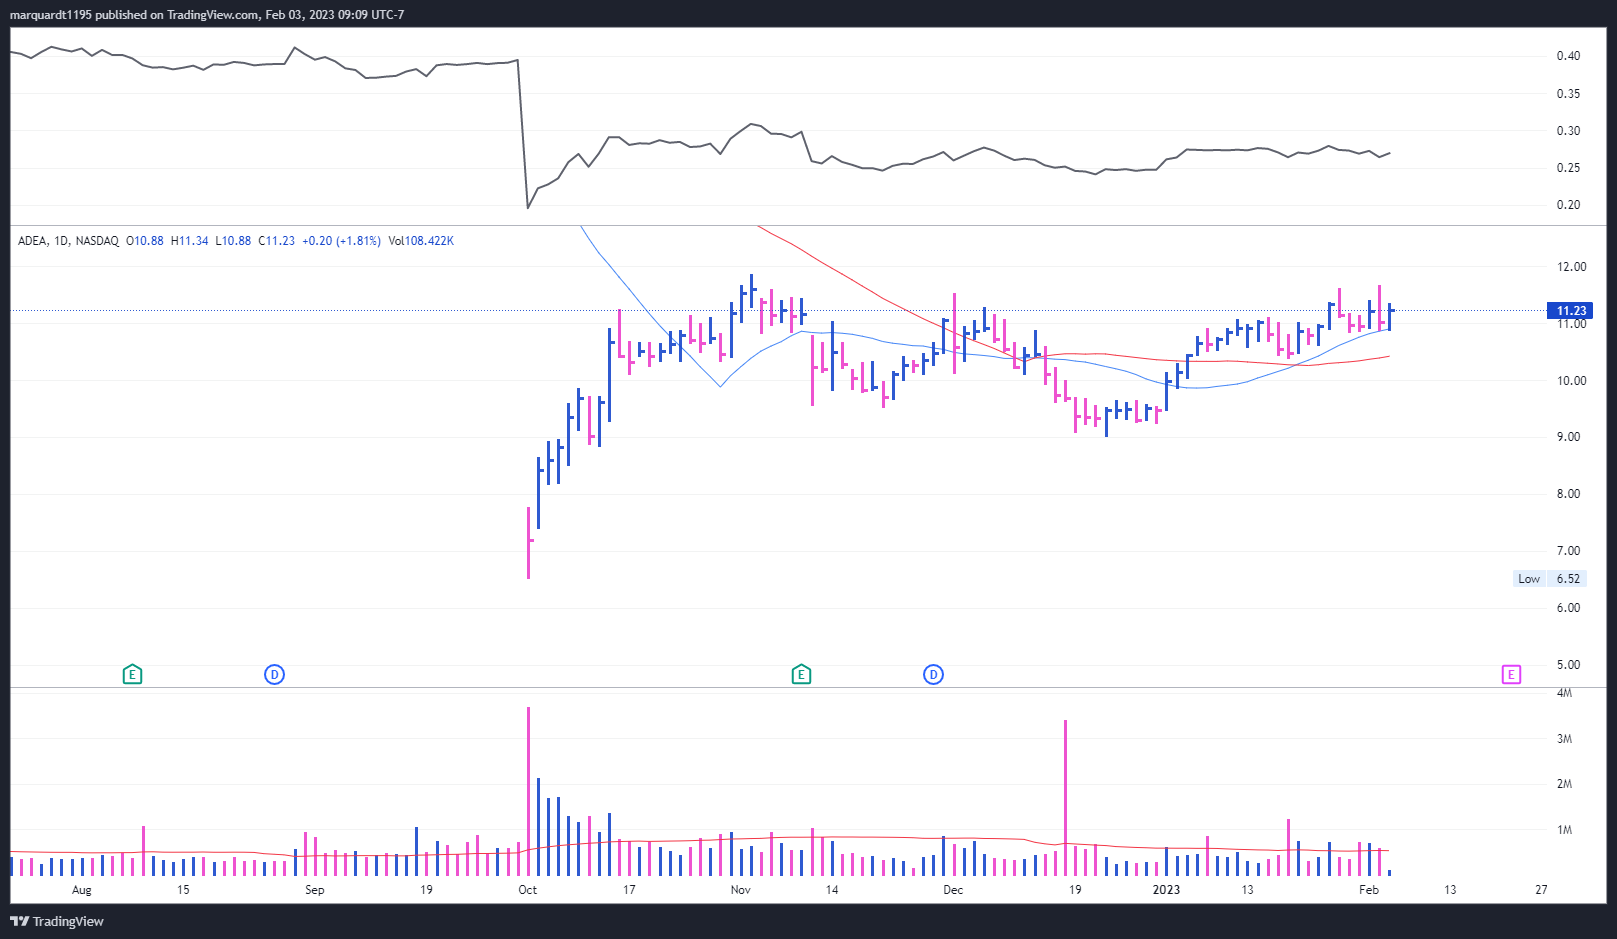 marquardt1195 published on TradingView.com, Feb 03, 2023 09:09 UTC-7
0.40
0.35
0.30
0.25
0.20
ADEA, 1D, NASDAQ O10.88 H11.34 L10.88 C11.23 +0.20 (+1.81%) Vol108.422K
12.00
11.23
11.00
10.00
9.00
8.00
7.00
Low 6.52
6.00
5.00
E D E D E
4M
3M
2M
1M
Aug 15 Sep 19 Oct 17 Nov 14 Dec 19 2023 13 Feb 13 27
TradingView